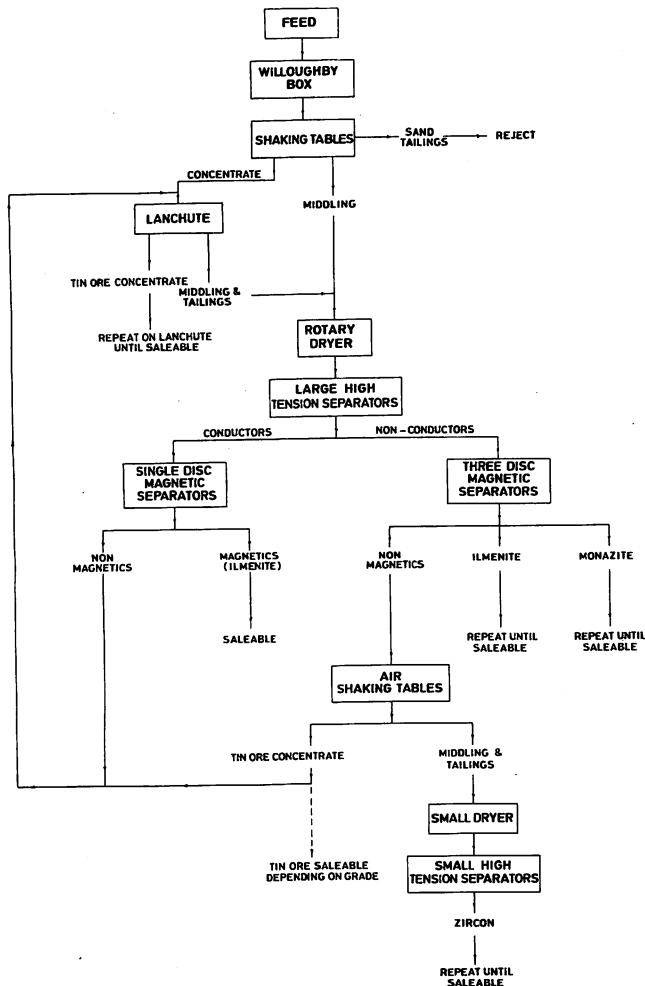 FEED
WILLOUGHBY
BOX
SHAKING TABLES
SAND
TAILINGS
REJECT
CONCENTRATE
MIDDLING
LANCHUTE
TIN ORE CONCENTRATE
MIDDLING &
TAILINGS
REPEAT ON LANCHUTE
UNTIL SALEABLE
ROTARY
DRYER
LARGE HIGH
TENSION SEPARATORS
CONDUCTORS
NON-CONDUCTORS
SINGLE DISC
MAGNETIC
SEPARATORS
THREE DISC
MAGNETIC
SEPARATORS
NON
MAGNETICS
MAGNETICS
(ILMENITE)
SALEABLE
NON
MAGNETICS
ILMENITE
REPEAT UNTIL
SALEABLE
MONAZITE
REPEAT UNTIL
SALEABLE
AIR
SHAKING TABLES
TIN ORE CONCENTRATE
MIDDLING &
TAILINGS
TIN ORE SALEABLE
DEPENDING ON GRADE
SMALL DRYER
SMALL HIGH
TENSION SEPARATORS
ZIRCON
REPEAT UNTIL
SALEABLE